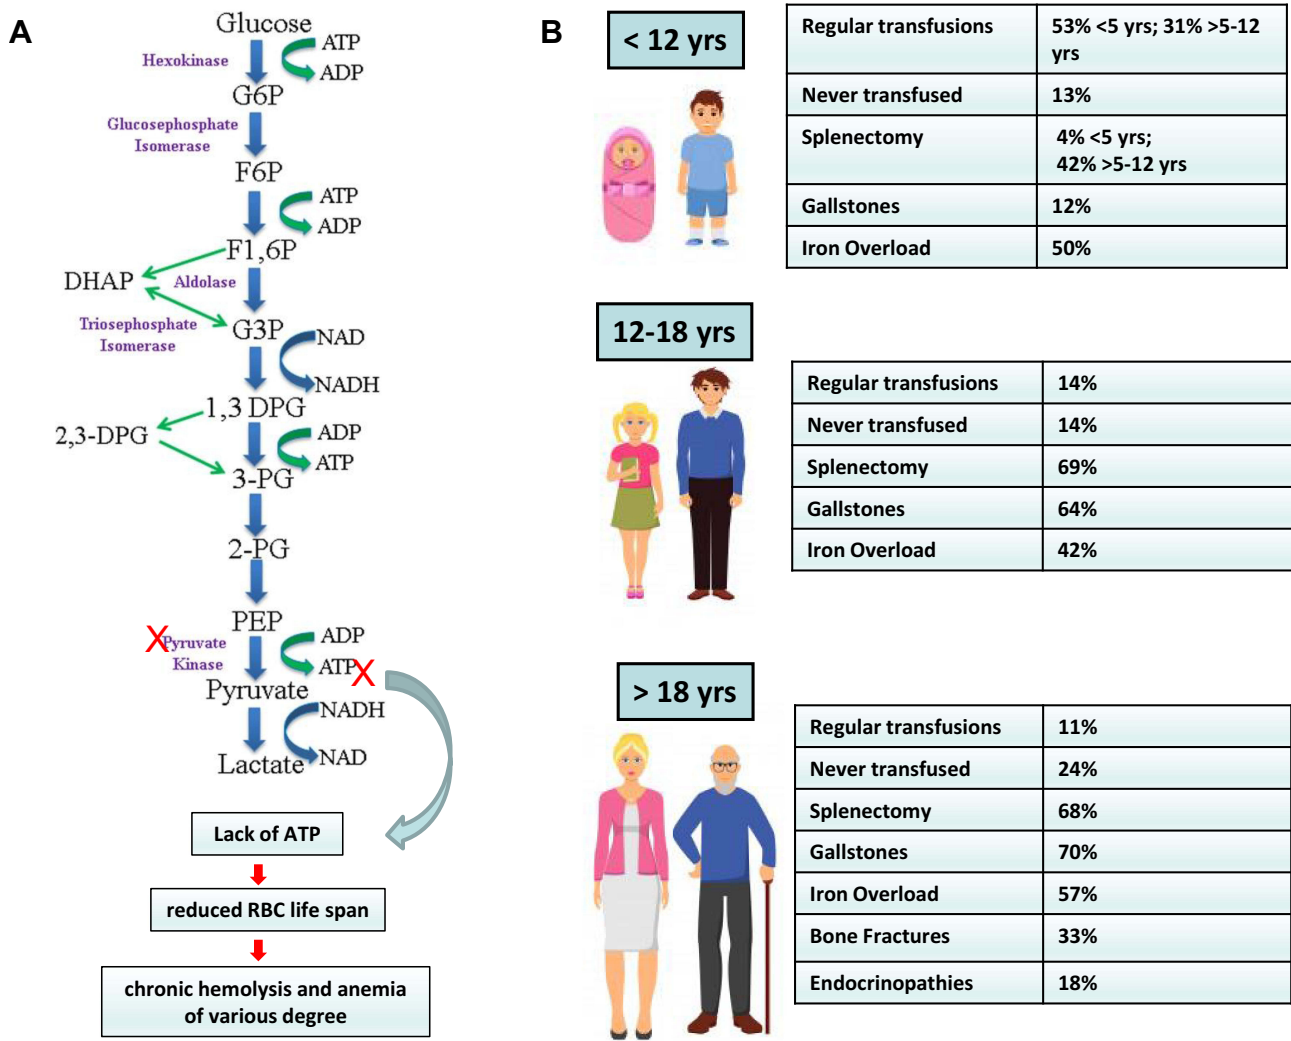 A
Glucose
ATP
Hexokinase
ADP
G6P
Glucosephosphate
Isomerase
F6P
ATP
ADP
F1,6P
DHAP
Aldolase
Triosephosphate
Isomerase
G3P
NAD
NADH
1,3 DPG
2,3-DPG
ADP
ATP
3-PG
2-PG
PEP
X
Pyruvate
Kinase
ADP
ATP
X
Pyruvate
NADH
NAD
Lactate
Lack of ATP
reduced RBC life span
chronic hemolysis and anemia
of various degree
B
< 12 yrs
Regular transfusions 53% <5 yrs; 31% >5-12
yrs
Never transfused 13%
Splenectomy 4% <5 yrs;
42% >5-12 yrs
Gallstones 12%
Iron Overload 50%
12-18 yrs
Regular transfusions 14%
Never transfused 14%
Splenectomy 69%
Gallstones 64%
Iron Overload 42%
> 18 yrs
Regular transfusions 11%
Never transfused 24%
Splenectomy 68%
Gallstones 70%
Iron Overload 57%
Bone Fractures 33%
Endocrinopathies 18%